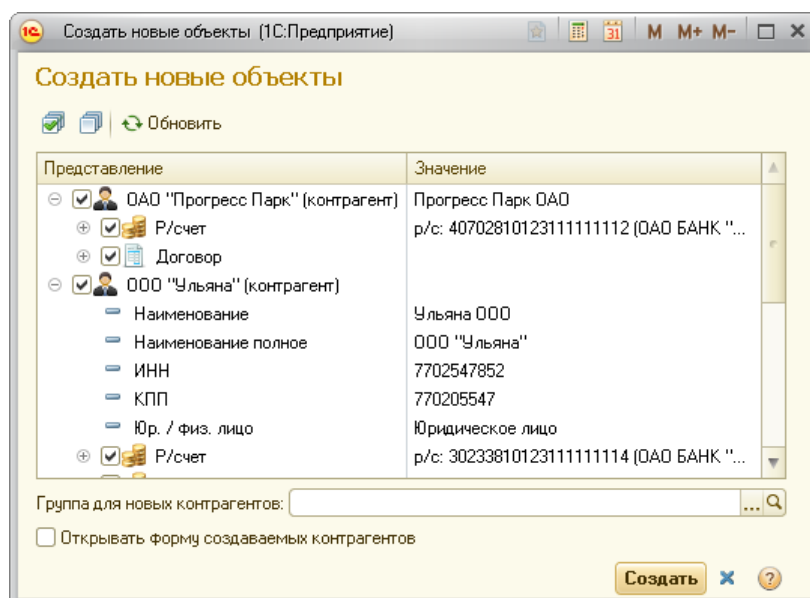 1С Создать новые объекты (1С:Предприятие) 31 M M+ M-
Создать новые объекты
Обновить
Представление Значение
ОАО "Прогресс Парк" (контрагент) Прогресс Парк ОАО
Р/счет р/с: 40702810123111111112 (ОАО БАНК "...
Договор
ООО "Ульяна" (контрагент)
Наименование Ульяна ООО
Наименование полное ООО "Ульяна"
ИНН 7702547852
КПП 770205547
Юр. / физ. лицо Юридическое лицо
Р/счет р/с: 30233810123111111114 (ОАО БАНК "...
Группа для новых контрагентов: ...
Открывать форму создаваемых контрагентов
Создать ?